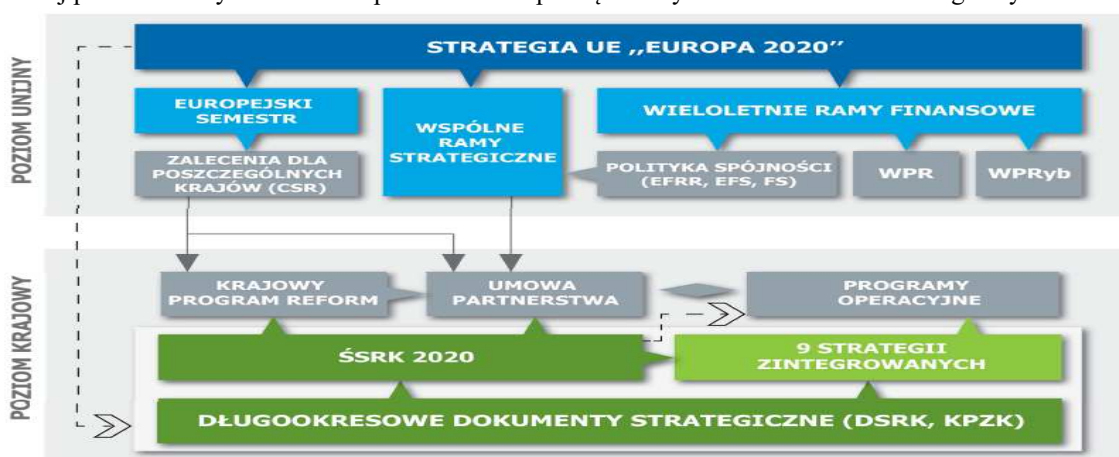 POZIOM UNIJNY
STRATEGIA UE ,,EUROPA 2020"
EUROPEJSKI
SEMESTR
WSPÓLNE
RAMY
STRATEGICZNE
WIELOLETNIE RAMY FINANSOWE
ZALECENIA DLA
POSZCZEGÓLNYCH
KRAJÓW (CSR)
POLITYKA SPÓJNOŚCI
(EFRR, EFS, FS)
WPR
WPRyb
POZIOM KRAJOWY
KRAJOWY
PROGRAM REFORM
UMOWA
PARTNERSTWA
PROGRAMY
OPERACYJNE
ŚSRK 2020
9 STRATEGII
ZINTEGROWANYCH
DŁUGOOKRESOWE DOKUMENTY STRATEGICZNE (DSRK, KPZK)